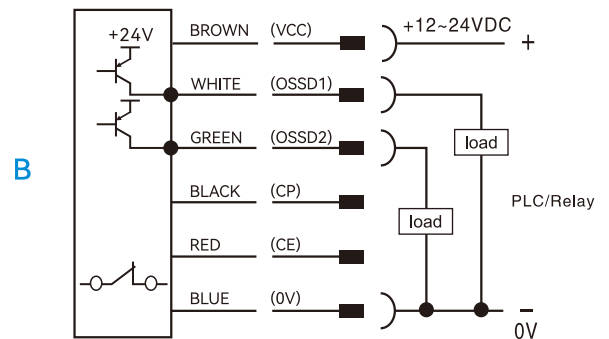 +24V BROWN (VCC) +12~24VDC +
WHITE (OSSD1)
load
GREEN (OSSD2)
B
BLACK (CP)
PLC/Relay
load
RED (CE)
BLUE (0V) −
0V